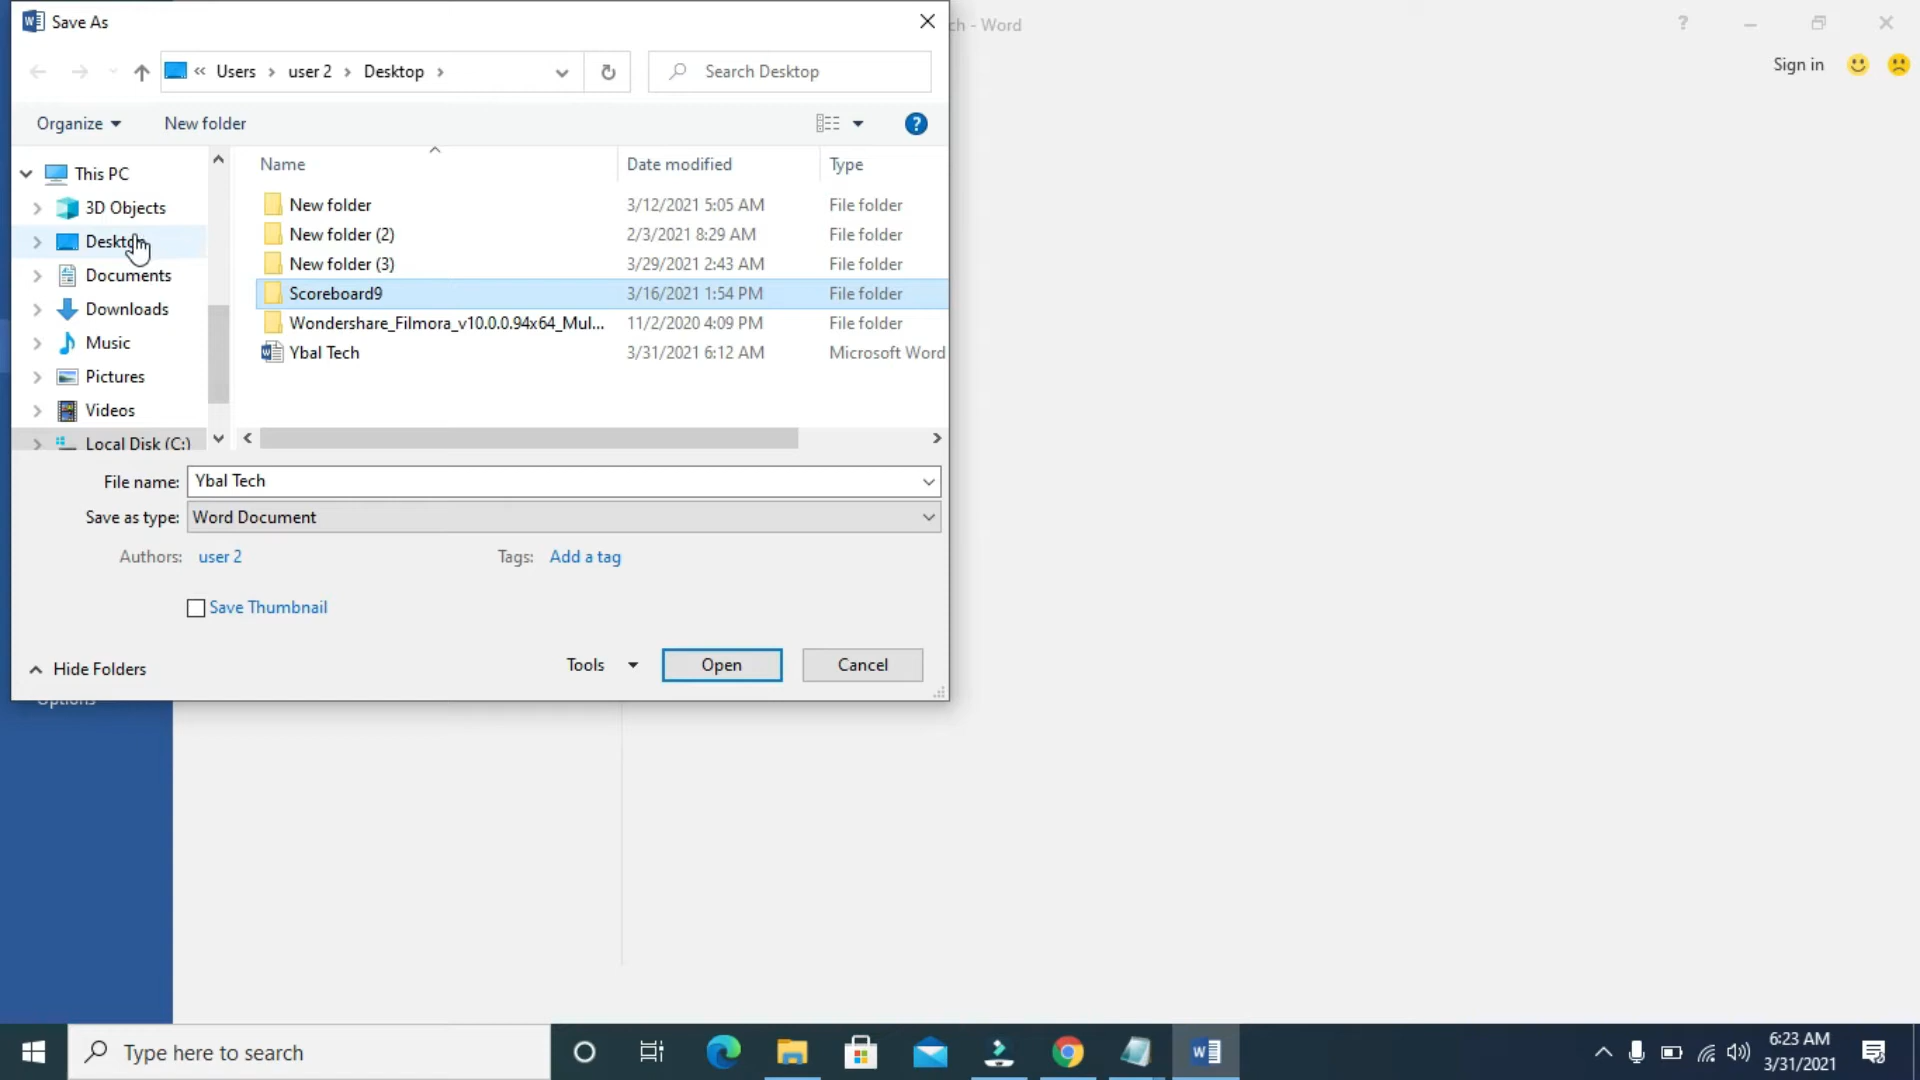 Save As
ch - Word
Sign in
« Users › user 2 › Desktop ›
Search Desktop
Organize
New folder
Name
Date modified
Type
This PC
3D Objects
Desktop
Documents
Downloads
Music
Pictures
Videos
Local Disk (C:)
New folder 3/12/2021 5:05 AM File folder
New folder (2) 2/3/2021 8:29 AM File folder
New folder (3) 3/29/2021 2:43 AM File folder
Scoreboard9 3/16/2021 1:54 PM File folder
Wondershare_Filmora_v10.0.0.94x64_Mul... 11/2/2020 4:09 PM File folder
Ybal Tech 3/31/2021 6:12 AM Microsoft Word
File name: Ybal Tech
Save as type: Word Document
Authors: user 2
Tags: Add a tag
Save Thumbnail
Hide Folders
Tools
Open
Cancel
Options
Type here to search
6:23 AM
3/31/2021